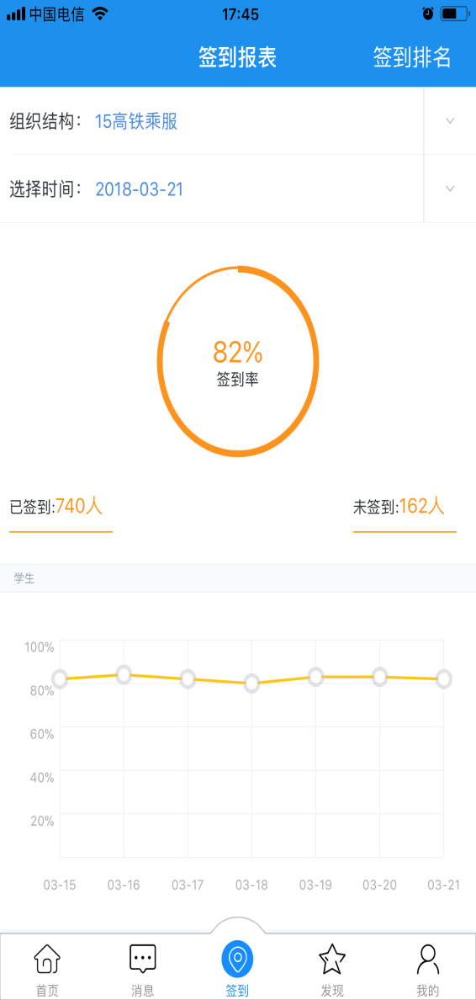 中国电信 17:45
签到报表 签到排名
组织结构： 15高铁乘服
选择时间： 2018-03-21
82%
签到率
已签到:740人 未签到:162人
学生
100%
80%
60%
40%
20%
03-15 03-16 03-17 03-18 03-19 03-20 03-21
首页 消息 签到 发现 我的